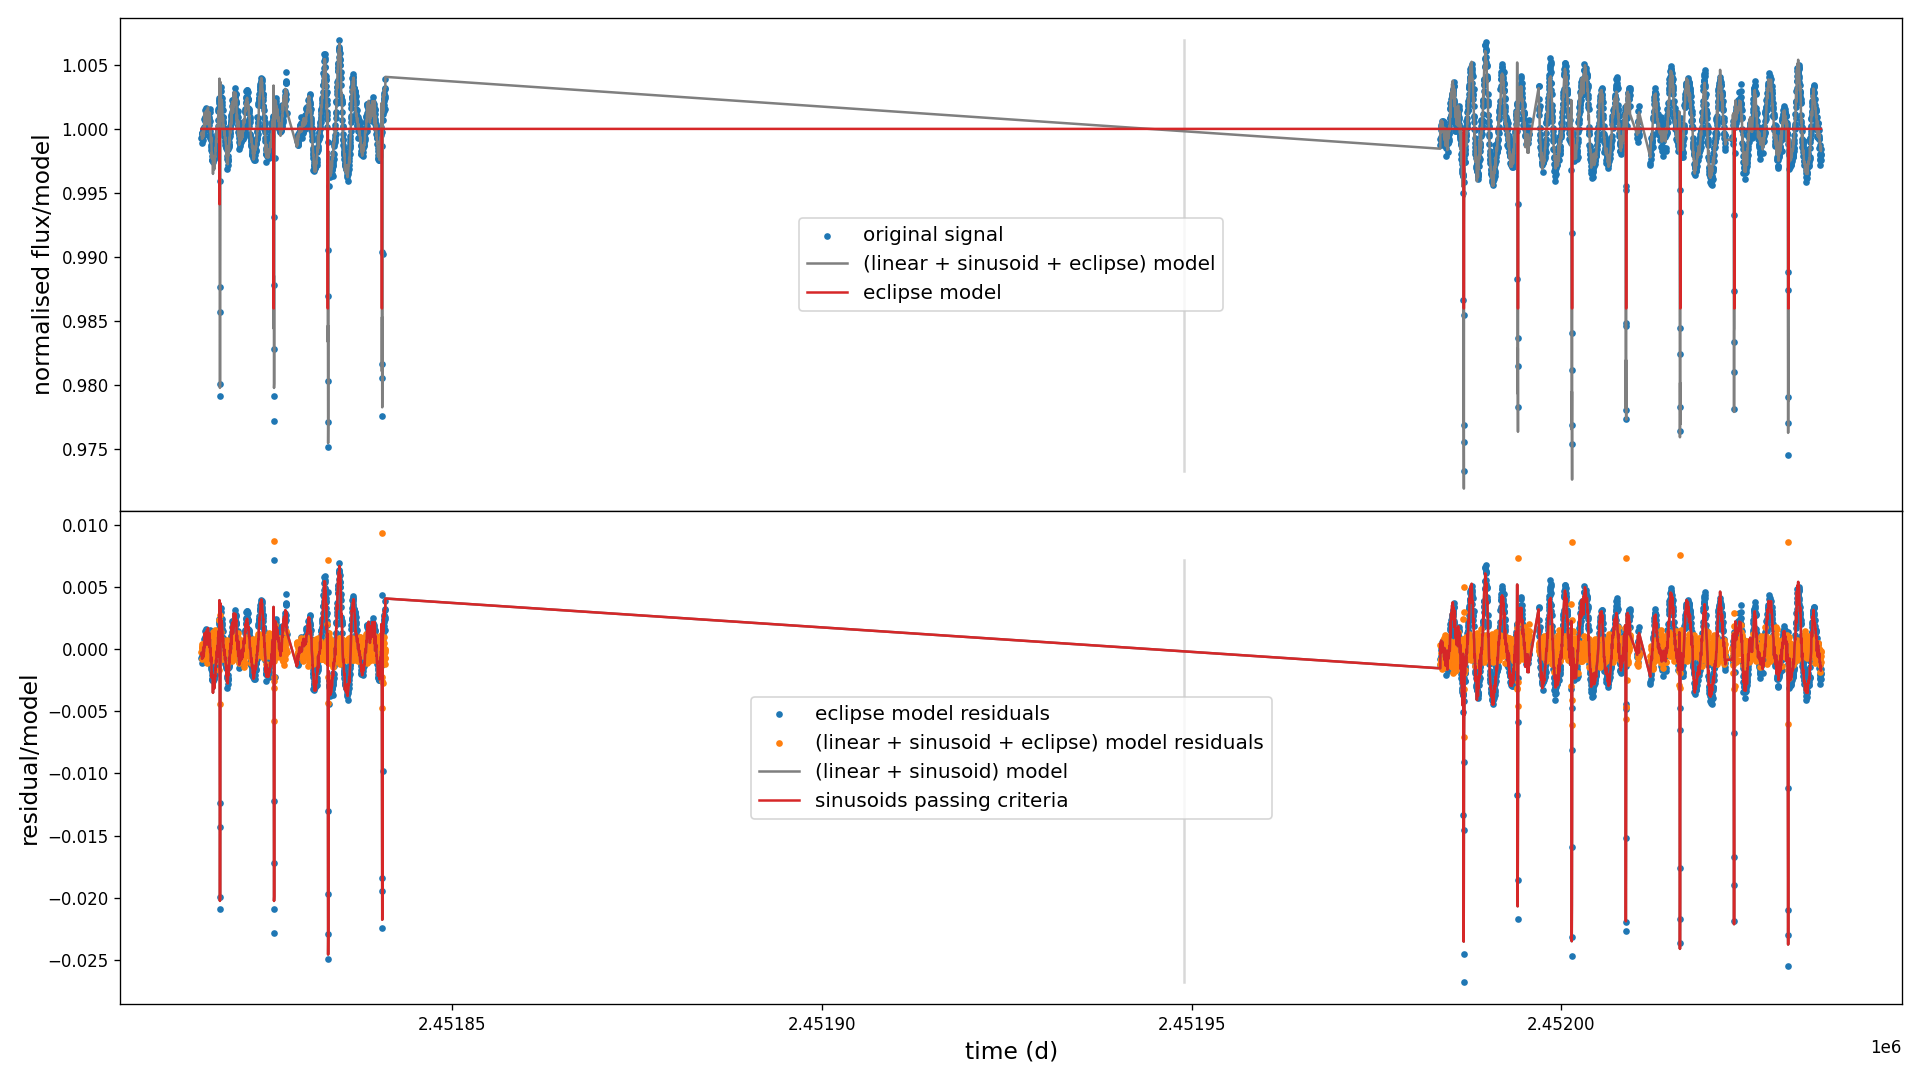 normalised flux/model
1.005
1.000
0.995
0.990
0.985
0.980
0.975
original signal
(linear + sinusoid + eclipse) model
eclipse model
residual/model
0.010
0.005
0.000
−0.005
−0.010
−0.015
−0.020
−0.025
eclipse model residuals
(linear + sinusoid + eclipse) model residuals
(linear + sinusoid) model
sinusoids passing criteria
2.45185 2.45190 2.45195 2.45200
time (d)
1e6